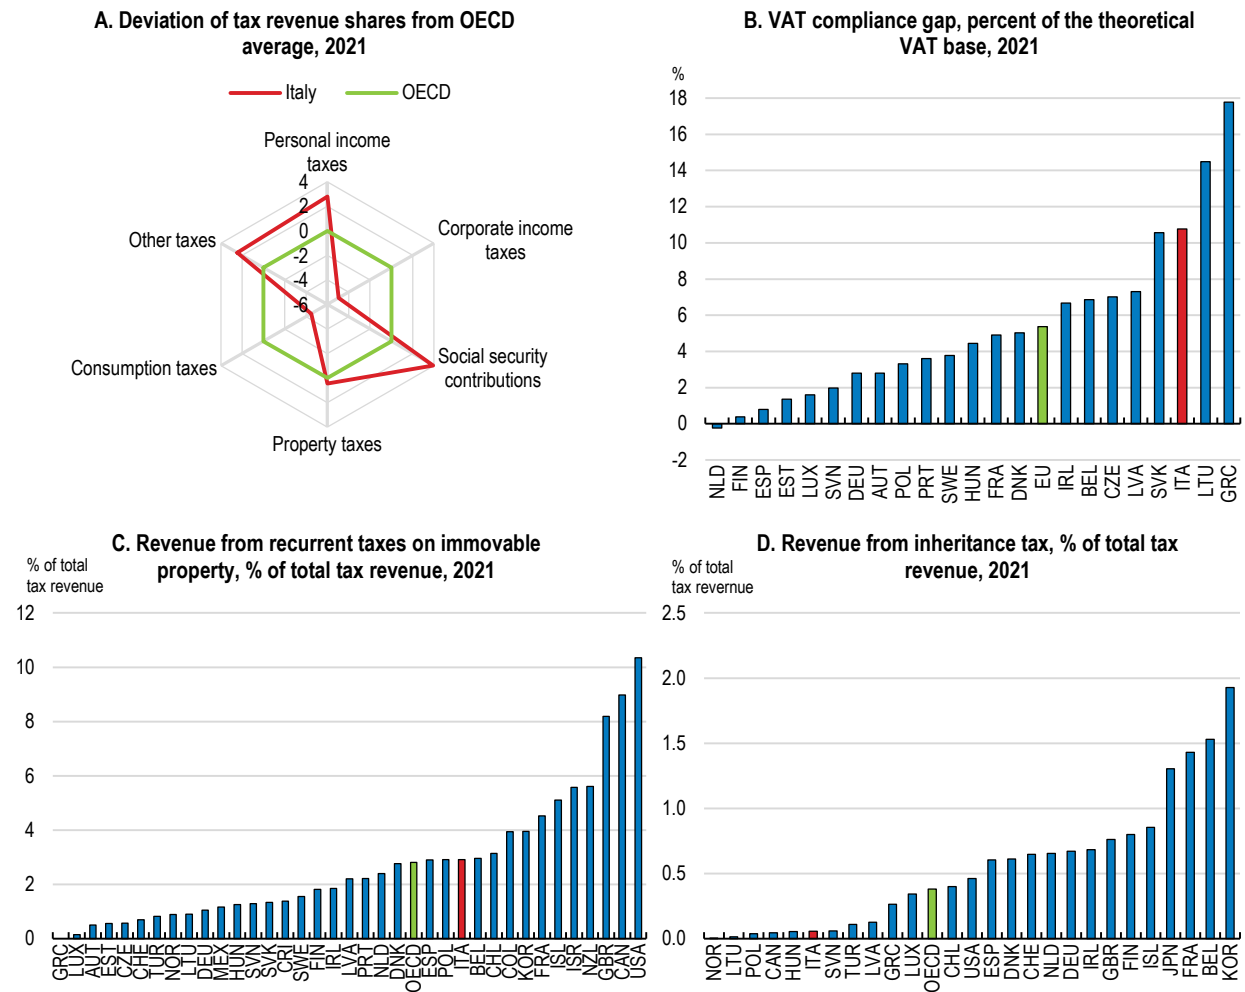 A. Deviation of tax revenue shares from OECD
average, 2021
Italy
OECD
Personal income
taxes
4
2
0
-2
-4
-6
Other taxes
Corporate income
taxes
Consumption taxes
Social security
contributions
Property taxes
B. VAT compliance gap, percent of the theoretical
VAT base, 2021
%
18
16
14
12
10
8
6
4
2
0
-2
NLD FIN ESP EST LUX SVN DEU AUT POL PRT SWE HUN FRA DNK EU IRL BEL CZE LVA SVK ITA LTU GRC
C. Revenue from recurrent taxes on immovable
property, % of total tax revenue, 2021
% of total
tax revenue
12
10
8
6
4
2
0
GRC LUX AUT EST CZE CHE TUR NOR LTU DEU MEX HUN SVN SVK CRI SWE FIN IRL LVA PRT NLD DNK OECD ESP POL ITA BEL CHL COL KOR FRA ISL ISR NZL GBR CAN USA
D. Revenue from inheritance tax, % of total tax
revenue, 2021
% of total
tax revernue
2.5
2.0
1.5
1.0
0.5
0.0
NOR LTU POL CAN HUN ITA SVN TUR LVA GRC LUX OECD CHL USA ESP DNK CHE NLD DEU IRL GBR FIN ISL JPN FRA BEL KOR